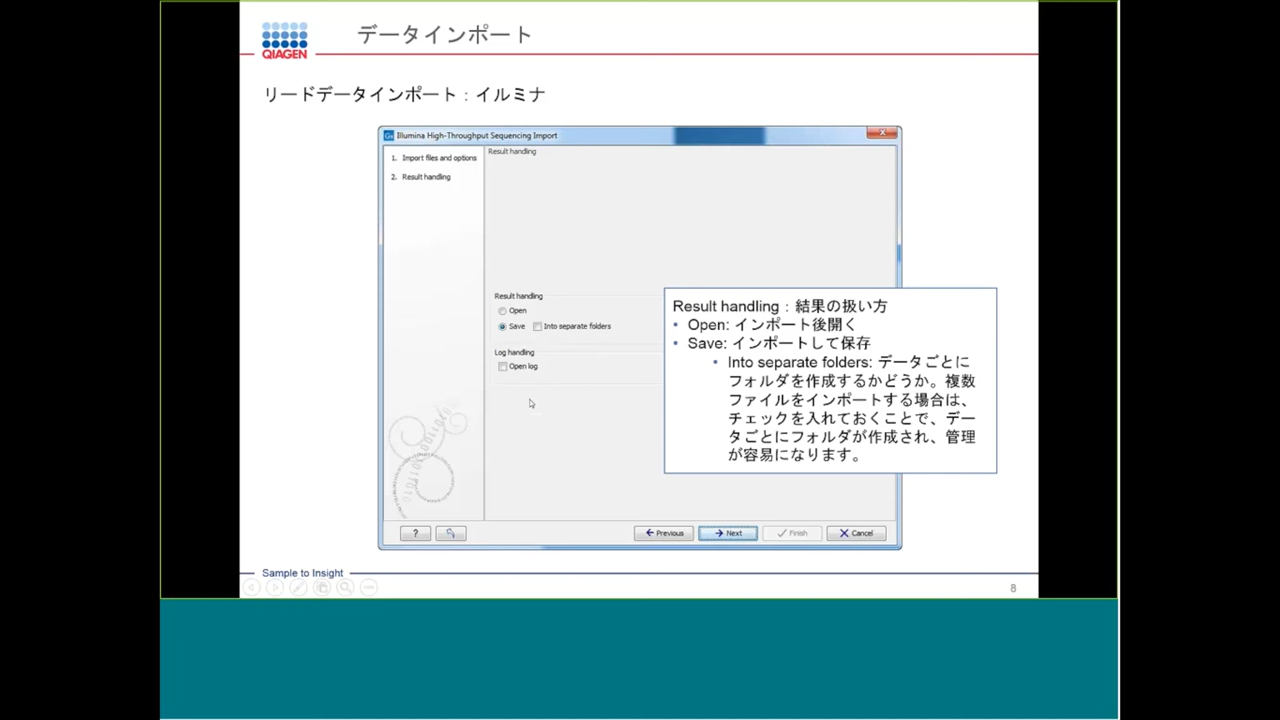 QIAGEN
データインポート
リードデータインポート：イルミナ
Illumina High-Throughput Sequencing Import
1. Import files and options
2. Result handling
Result handling
Result handling
Open
Save
Into separate folders
Log handling
Open log
Result handling：結果の扱い方
• Open: インポート後開く
• Save: インポートして保存
• Into separate folders: データごとに
フォルダを作成するかどうか。複数
ファイルをインポートする場合は、
チェックを入れておくことで、デー
タごとにフォルダが作成され、管理
が容易になります。
?
Previous
Next
Finish
Cancel
Sample to Insight
8